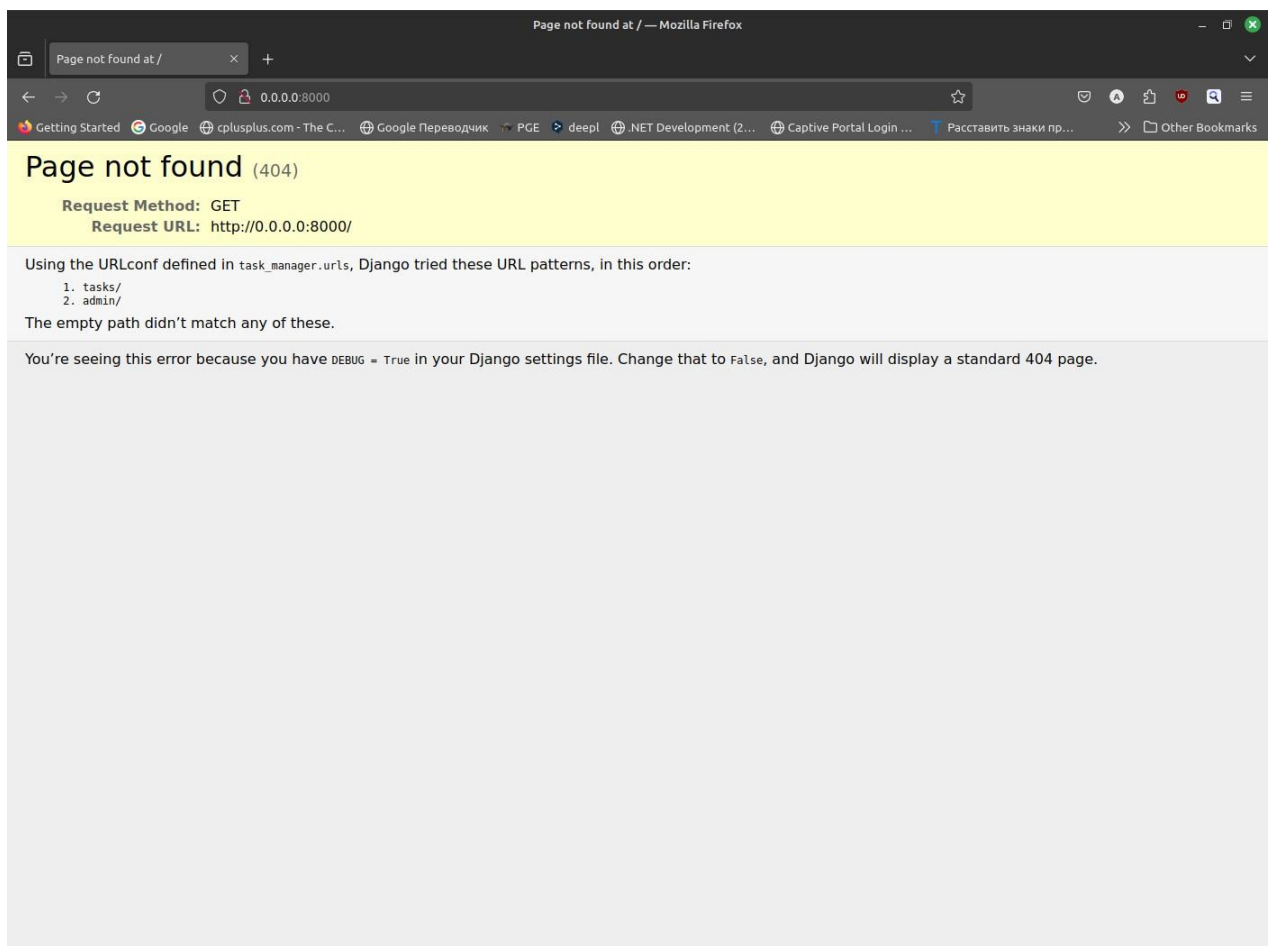 Page not found at / — Mozilla Firefox
Page not found at /
0.0.0.0:8000
Getting Started Google cplusplus.com - The C... Google Переводчик PGE deepl .NET Development (2... Captive Portal Login ... Расставить знаки пр... Other Bookmarks
Page not found (404)
Request Method: GET
Request URL: http://0.0.0.0:8000/
Using the URLconf defined in task_manager.urls, Django tried these URL patterns, in this order:
1. tasks/
2. admin/
The empty path didn’t match any of these.
You’re seeing this error because you have DEBUG = True in your Django settings file. Change that to False, and Django will display a standard 404 page.